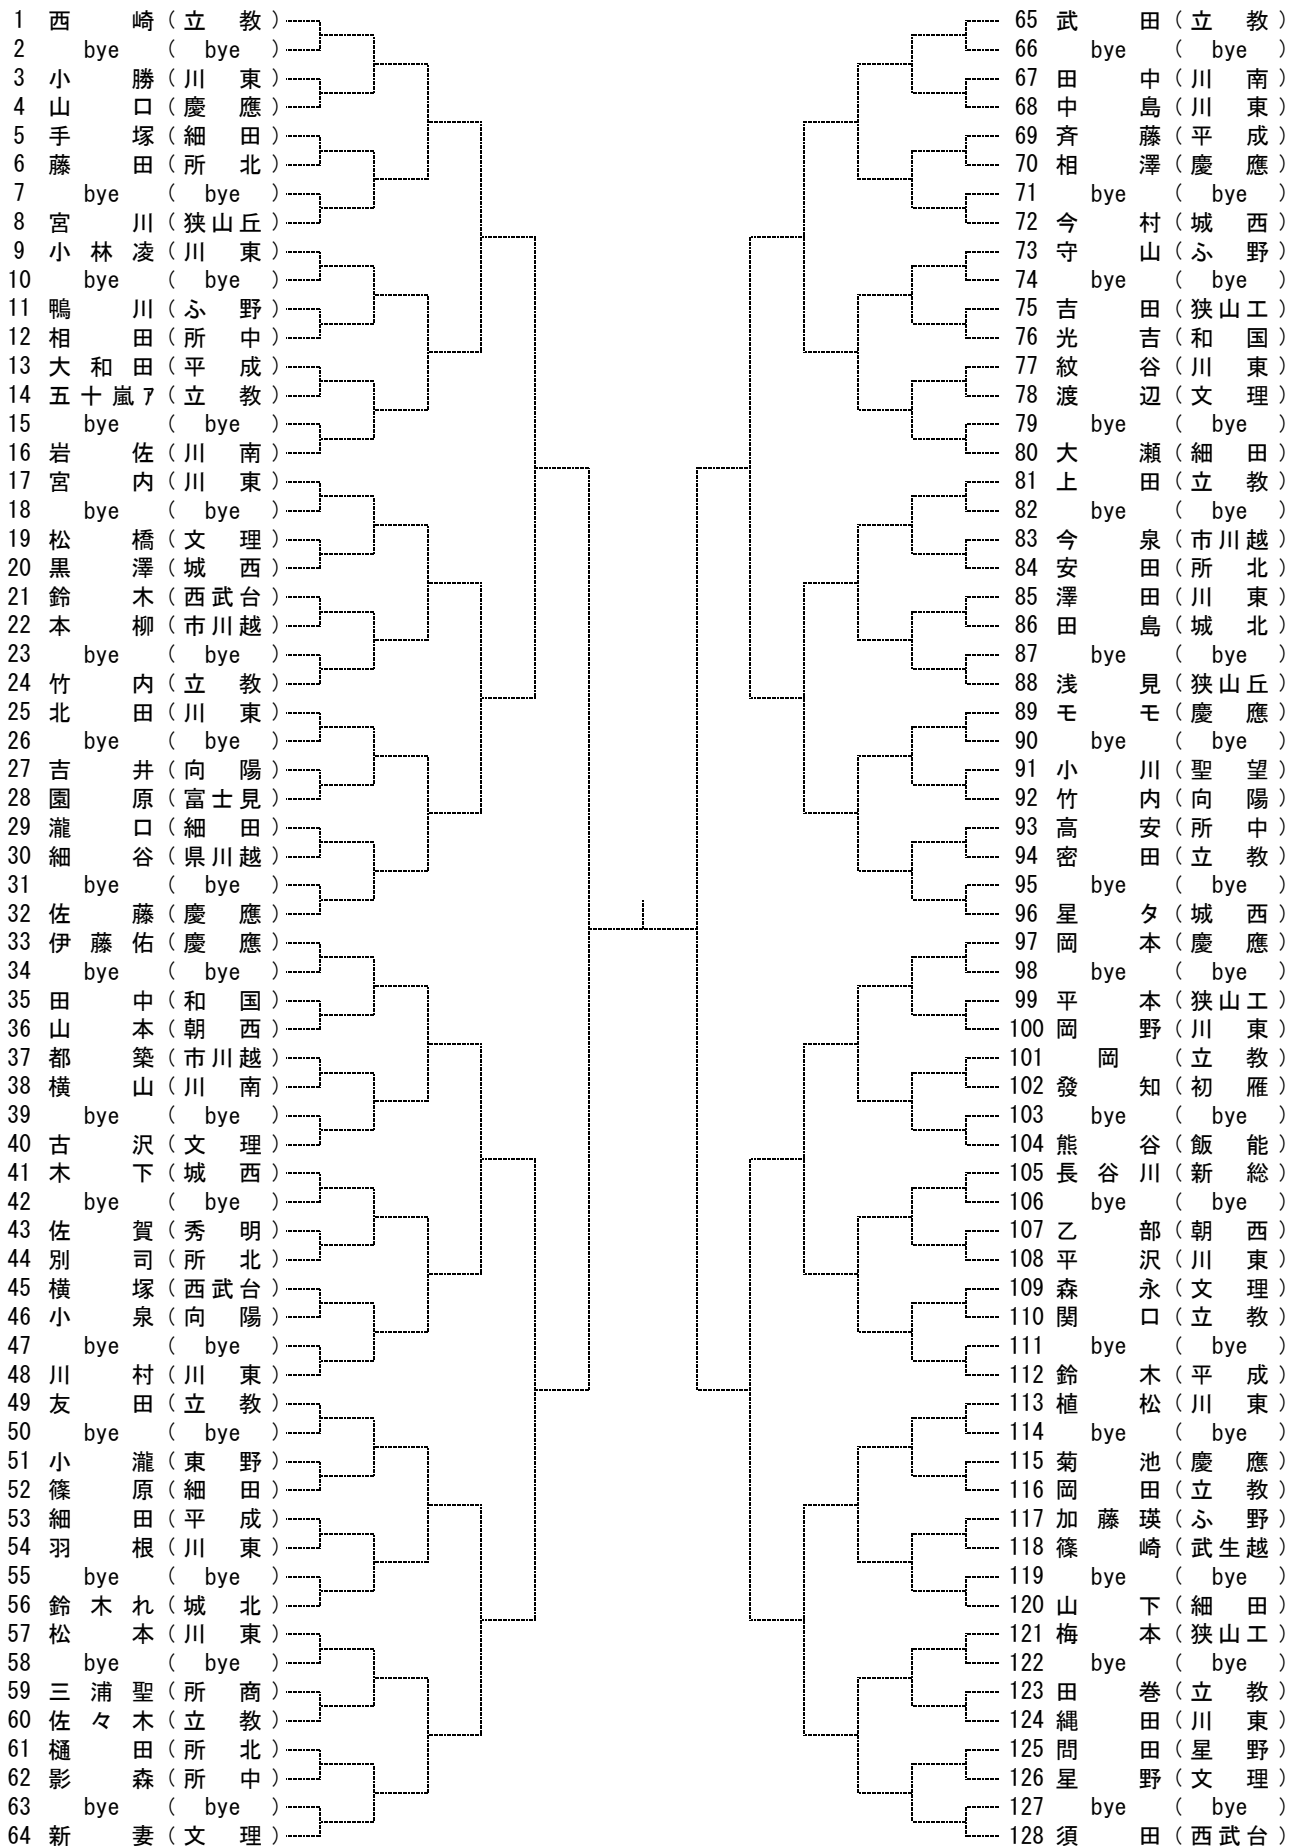 1 西崎(立教)
2 bye (bye)
3 小勝(川東)
4 山口(慶應)
5 手塚(細田)
6 藤田(所北)
7 bye (bye)
8 宮川(狭山丘)
9 小林凌(川東)
10 bye (bye)
11 鴨川(ふ野)
12 相田(所中)
13 大和田(平成)
14 五十嵐ｱ(立教)
15 bye (bye)
16 岩佐(川南)
17 宮内(川東)
18 bye (bye)
19 松橋(文理)
20 黒澤(城西)
21 鈴木(西武台)
22 本柳(市川越)
23 bye (bye)
24 竹内(立教)
25 北田(川東)
26 bye (bye)
27 吉井(向陽)
28 園原(富士見)
29 瀧口(細田)
30 細谷(県川越)
31 bye (bye)
32 佐藤(慶應)
33 伊藤佑(慶應)
34 bye (bye)
35 田中(和国)
36 山本(朝西)
37 都築(市川越)
38 横山(川南)
39 bye (bye)
40 古沢(文理)
41 木下(城西)
42 bye (bye)
43 佐賀(秀明)
44 別司(所北)
45 横塚(西武台)
46 小泉(向陽)
47 bye (bye)
48 川村(川東)
49 友田(立教)
50 bye (bye)
51 小瀧(東野)
52 篠原(細田)
53 細田(平成)
54 羽根(川東)
55 bye (bye)
56 鈴木れ(城北)
57 松本(川東)
58 bye (bye)
59 三浦聖(所商)
60 佐々木(立教)
61 樋田(所北)
62 影森(所中)
63 bye (bye)
64 新妻(文理)
65 武田(立教)
66 bye (bye)
67 田中(川南)
68 中島(川東)
69 斉藤(平成)
70 相澤(慶應)
71 bye (bye)
72 今村(城西)
73 守山(ふ野)
74 bye (bye)
75 吉田(狭山工)
76 光吉(和国)
77 紋谷(川東)
78 渡辺(文理)
79 bye (bye)
80 大瀬(細田)
81 上田(立教)
82 bye (bye)
83 今泉(市川越)
84 安田(所北)
85 澤田(川東)
86 田島(城北)
87 bye (bye)
88 浅見(狭山丘)
89 モモ(慶應)
90 bye (bye)
91 小川(聖望)
92 竹内(向陽)
93 高安(所中)
94 密田(立教)
95 bye (bye)
96 星タ(城西)
97 岡本(慶應)
98 bye (bye)
99 平本(狭山工)
100 岡野(川東)
101 岡(立教)
102 發知(初雁)
103 bye (bye)
104 熊谷(飯能)
105 長谷川(新総)
106 bye (bye)
107 乙部(朝西)
108 平沢(川東)
109 森永(文理)
110 関口(立教)
111 bye (bye)
112 鈴木(平成)
113 植松(川東)
114 bye (bye)
115 菊池(慶應)
116 岡田(立教)
117 加藤瑛(ふ野)
118 篠崎(武生越)
119 bye (bye)
120 山下(細田)
121 梅本(狭山工)
122 bye (bye)
123 田巻(立教)
124 縄田(川東)
125 問田(星野)
126 星野(文理)
127 bye (bye)
128 須田(西武台)